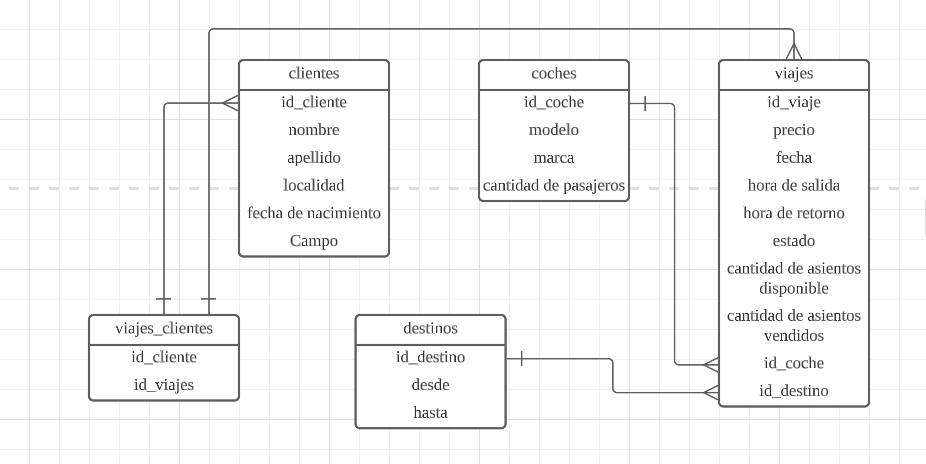 clientes
id_cliente
nombre
apellido
localidad
fecha de nacimiento
Campo
coches
id_coche
modelo
marca
cantidad de pasajeros
viajes
id_viaje
precio
fecha
hora de salida
hora de retorno
estado
cantidad de asientos
disponible
cantidad de asientos
vendidos
id_coche
id_destino
viajes_clientes
id_cliente
id_viajes
destinos
id_destino
desde
hasta